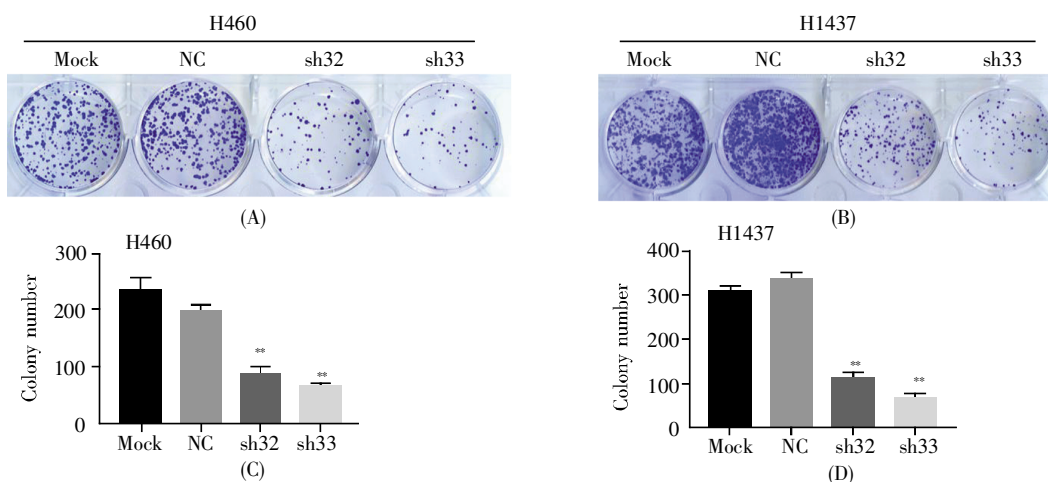 H460
Mock NC sh32 sh33
(A)
H1437
Mock NC sh32 sh33
(B)
H460
Colony number
300
200
100
0
**
**
Mock NC sh32 sh33
(C)
H1437
Colony number
400
300
200
100
0
**
**
Mock NC sh32 sh33
(D)